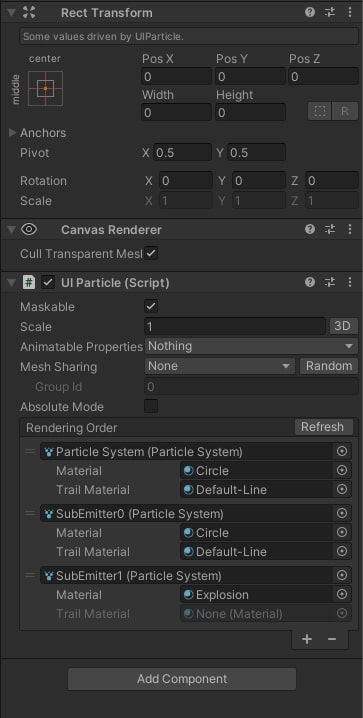 Rect Transform
Some values driven by UIParticle.
center
middle
Pos X Pos Y Pos Z
0 0 0
Width Height
0 0
R
Anchors
Pivot X 0.5 Y 0.5
Rotation X 0 Y 0 Z 0
Scale X 1 Y 1 Z 1
Canvas Renderer
Cull Transparent Mesl
UI Particle (Script)
Maskable
Scale 1 3D
Animatable Properties Nothing
Mesh Sharing None Random
Group Id 0
Absolute Mode
Rendering Order Refresh
Particle System (Particle System)
Material Circle
Trail Material Default-Line
SubEmitter0 (Particle System)
Material Circle
Trail Material Default-Line
SubEmitter1 (Particle System)
Material Explosion
Trail Material None (Material)
+ −
Add Component